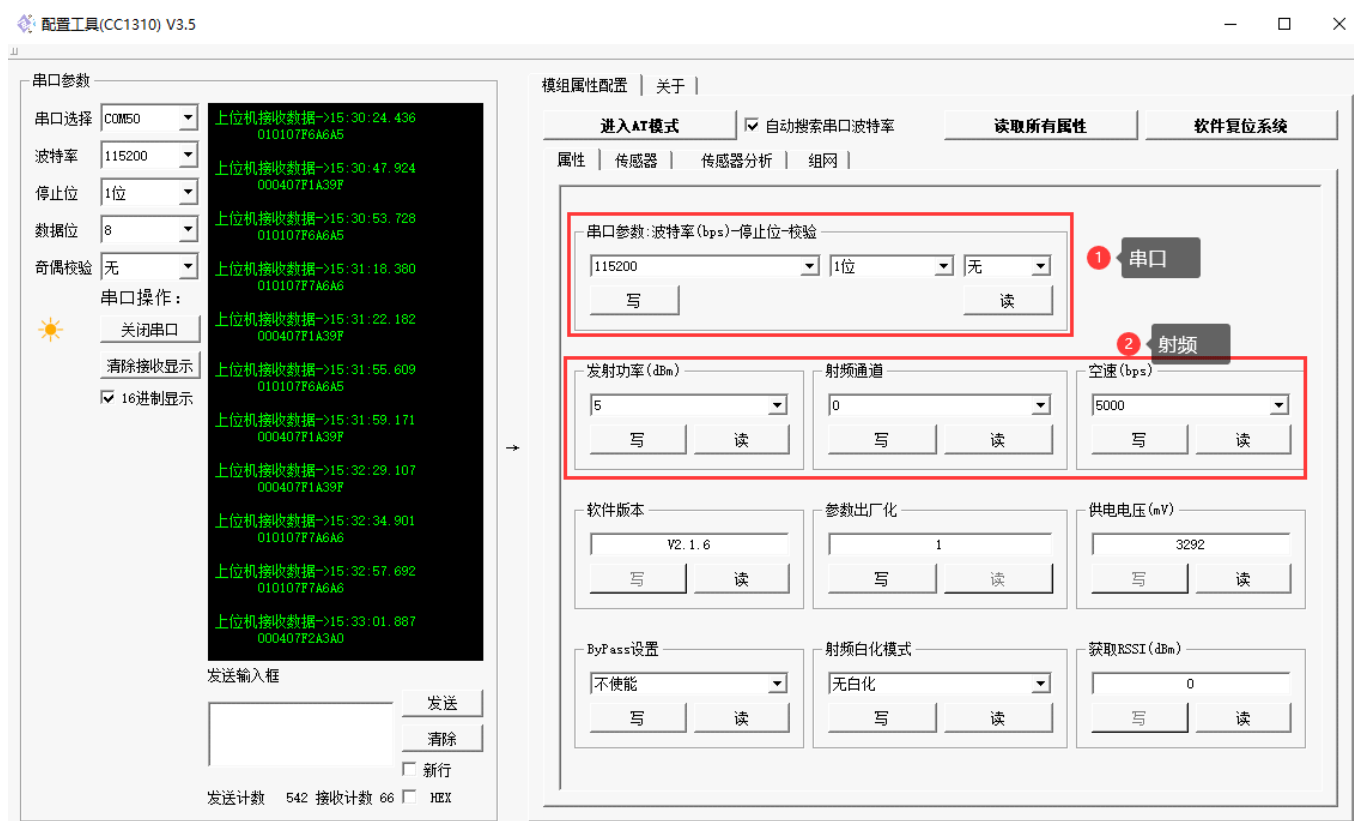 配置工具(CC1310) V3.5
串口参数
串口选择 COM50
波特率 115200
停止位 1位
数据位 8
奇偶校验 无
串口操作：
关闭串口
清除接收显示
16进制显示
上位机接收数据->15:30:24.436
010107F6A6A5
上位机接收数据->15:30:47.924
000407F1A39F
上位机接收数据->15:30:53.728
010107F6A6A5
上位机接收数据->15:31:18.380
010107F7A6A6
上位机接收数据->15:31:22.182
000407F1A39F
上位机接收数据->15:31:55.609
010107F6A6A5
上位机接收数据->15:31:59.171
000407F1A39F
上位机接收数据->15:32:29.107
000407F1A39F
上位机接收数据->15:32:34.901
010107F7A6A6
上位机接收数据->15:32:57.692
010107F7A6A6
上位机接收数据->15:33:01.887
000407F2A3A0
发送输入框
发送
清除
新行
发送计数 542 接收计数 66 HEX
→
模组属性配置 关于
进入AT模式 自动搜索串口波特率 读取所有属性 软件复位系统
属性 传感器 传感器分析 组网
串口参数:波特率(bps)-停止位-校验
115200 1位 无
写 读
1 串口
2 射频
发射功率(dBm) 射频通道 空速(bps)
5 0 5000
写 读 写 读 写 读
软件版本 参数出厂化 供电电压(mV)
V2.1.6 1 3292
写 读 写 读 写 读
ByPass设置 射频白化模式 获取RSSI(dBm)
不使能 无白化 0
写 读 写 读 写 读